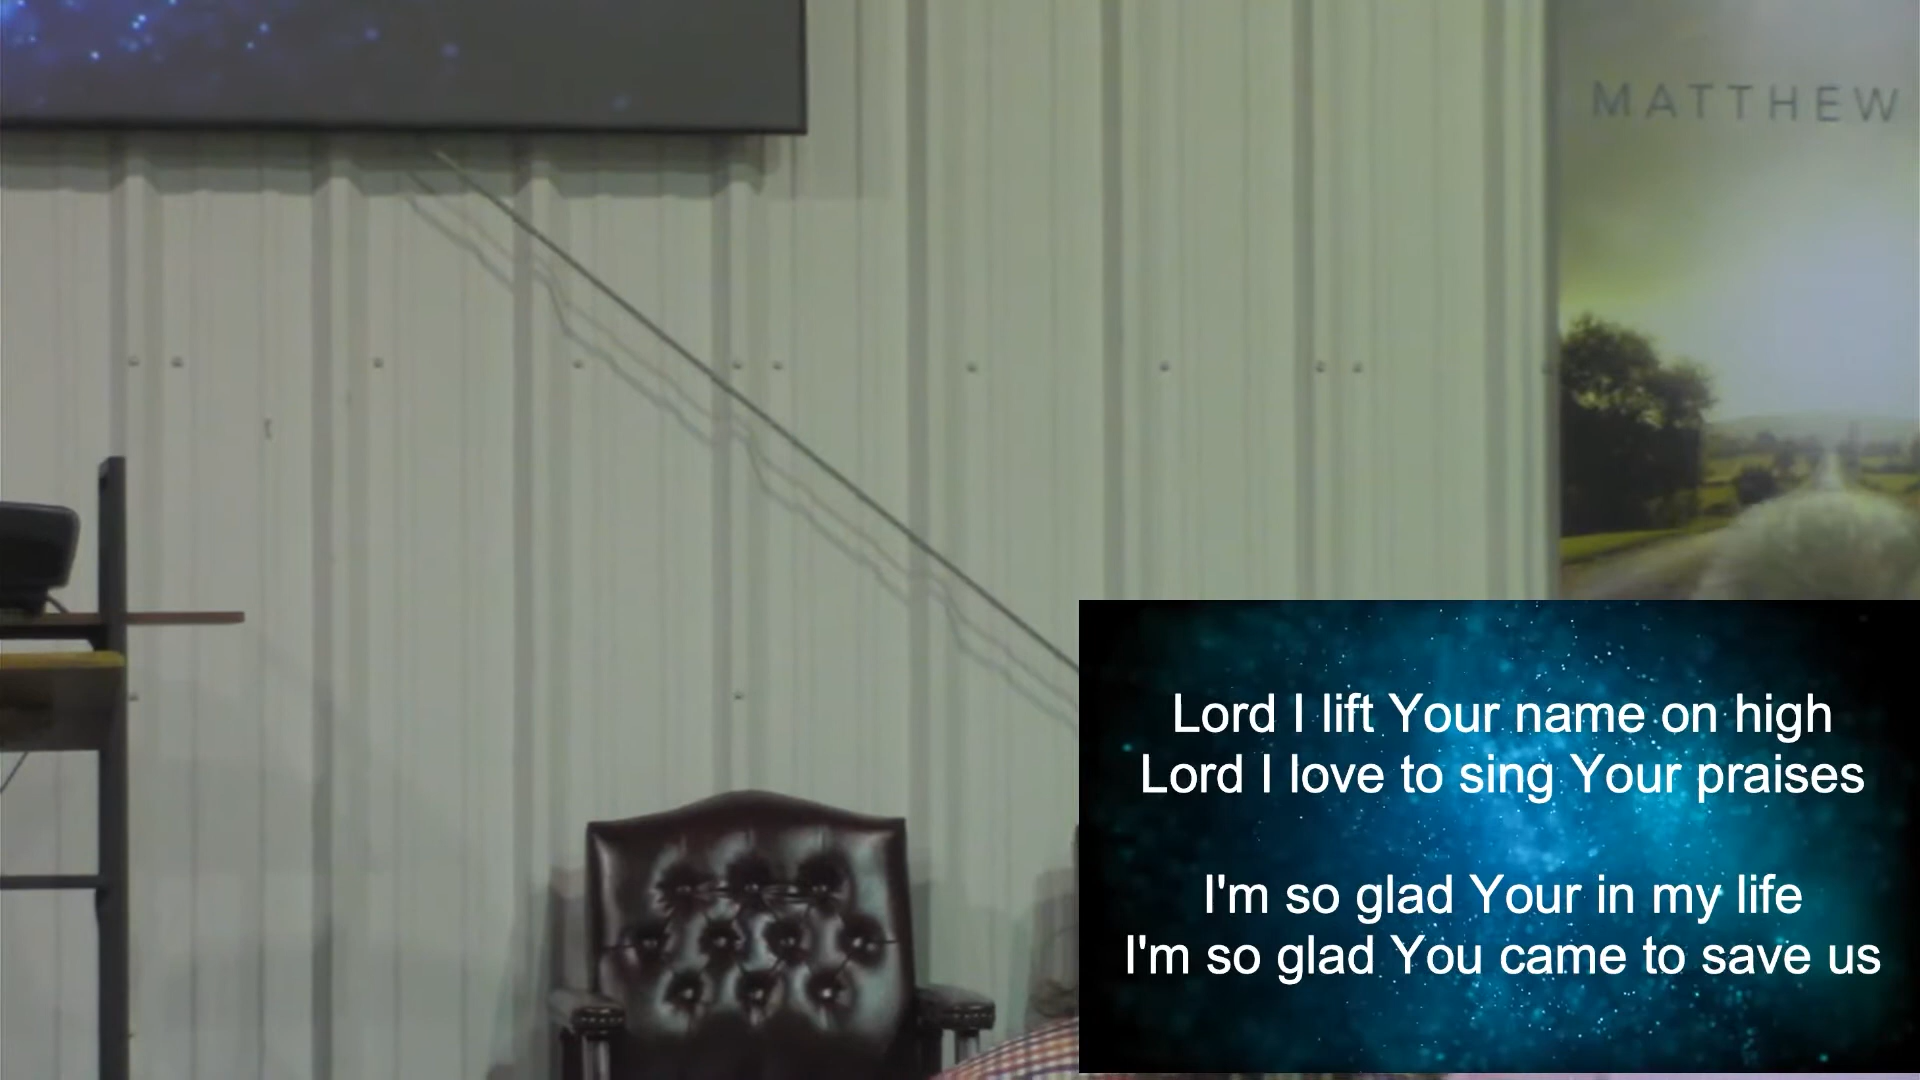 MATTHEW
Lord I lift Your name on high
Lord I love to sing Your praises
I'm so glad Your in my life
I'm so glad You came to save us